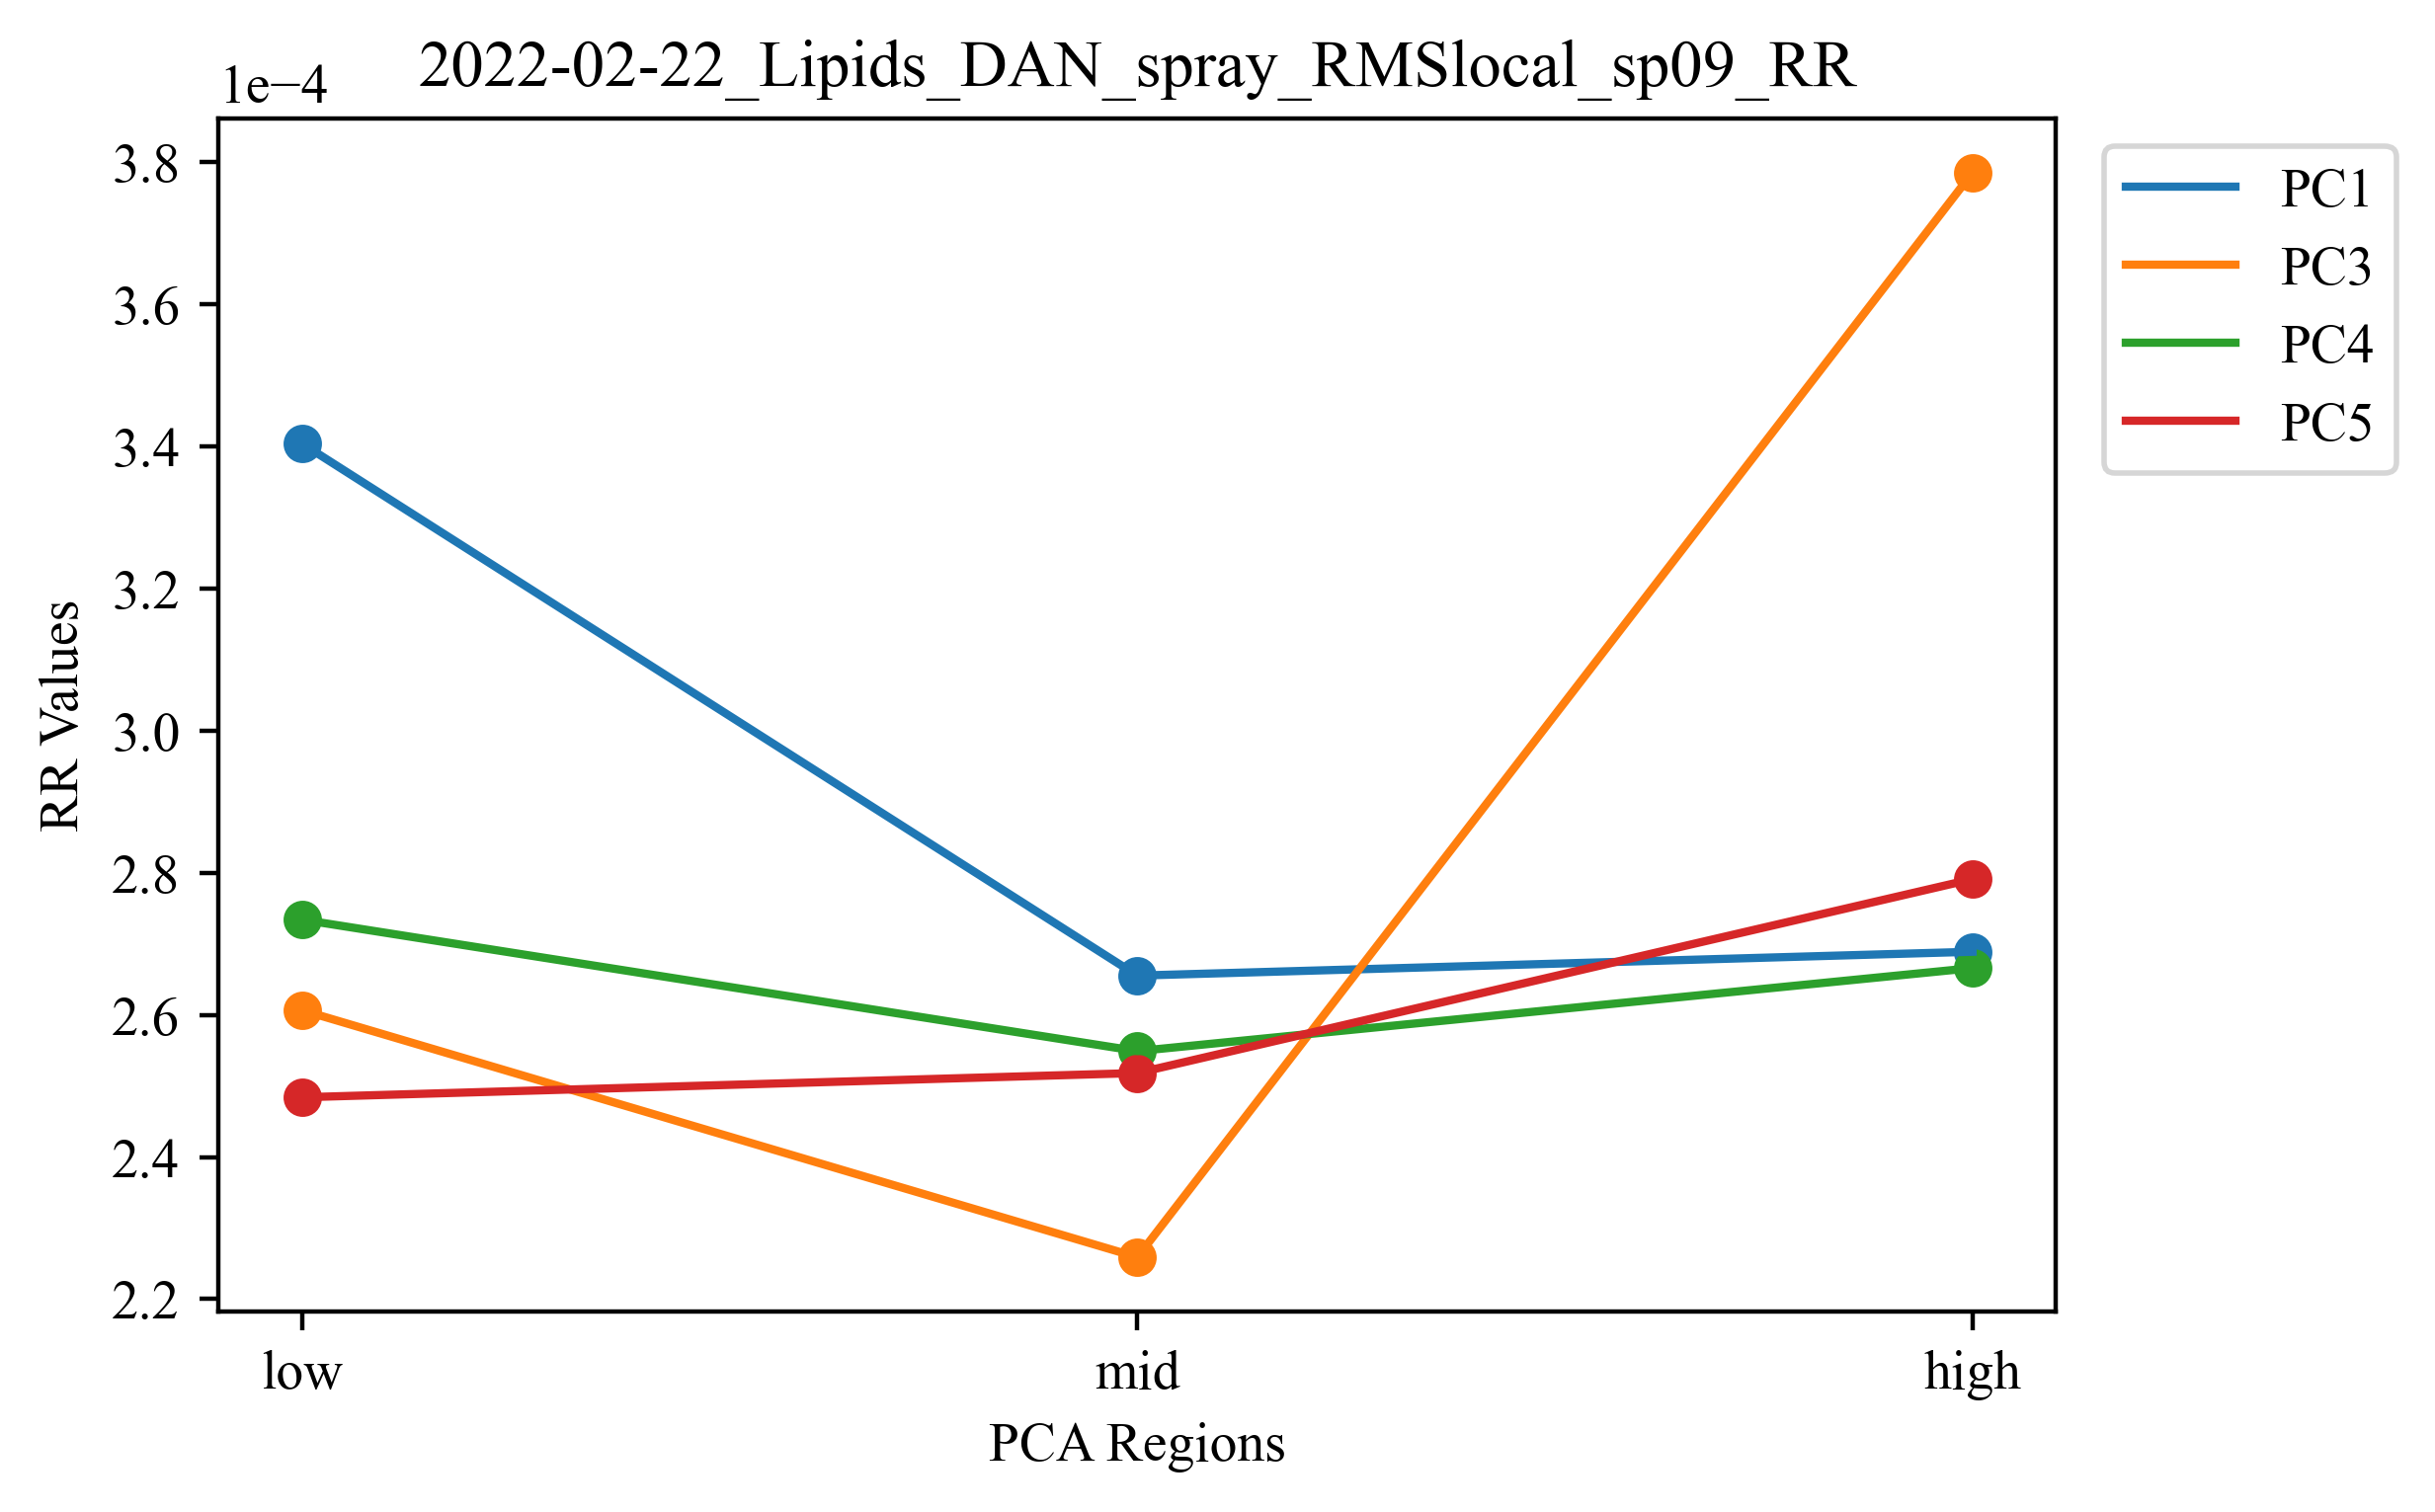 2022-02-22_Lipids_DAN_spray_RMSlocal_sp09_RR
1e−4
3.8
3.6
3.4
3.2
3.0
2.8
2.6
2.4
2.2
RR Values
low mid high
PCA Regions
PC1
PC3
PC4
PC5